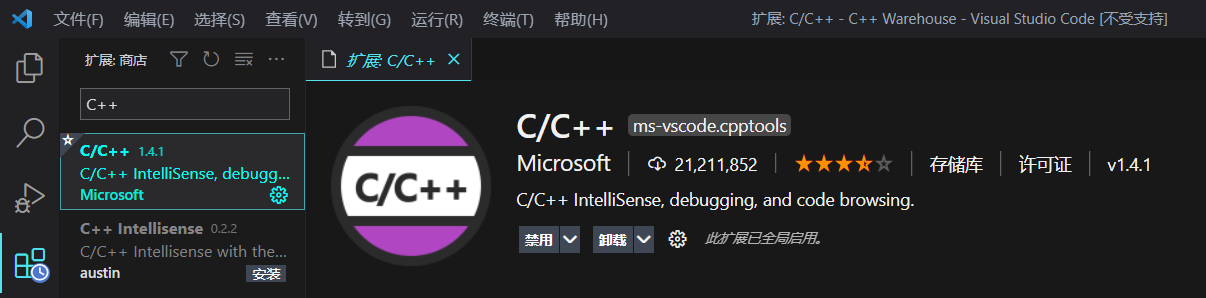 文件(F) 编辑(E) 选择(S) 查看(V) 转到(G) 运行(R) 终端(T) 帮助(H) 扩展: C/C++ - C++ Warehouse - Visual Studio Code [不受支持]
扩展: 商店
C++
C/C++ 1.4.1
C/C++ IntelliSense, debugg...
Microsoft
C++ Intellisense 0.2.2
C/C++ Intellisense with the...
austin 安装
扩展: C/C++
C/C++
C/C++ ms-vscode.cpptools
Microsoft 21,211,852 存储库 许可证 v1.4.1
C/C++ IntelliSense, debugging, and code browsing.
禁用 卸载 此扩展已全局启用。